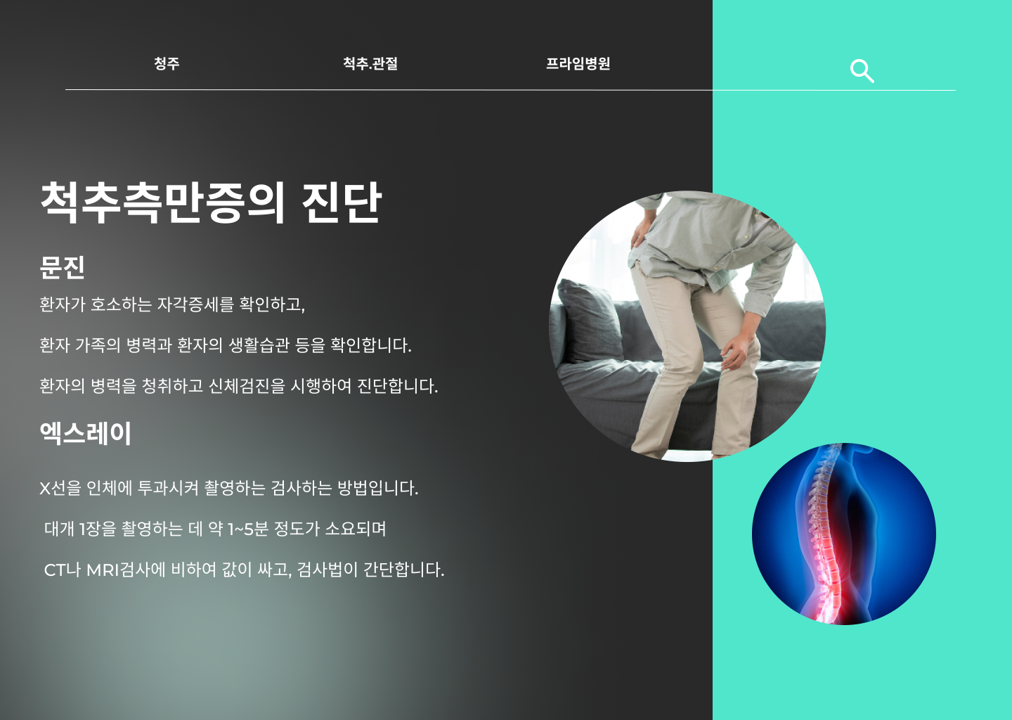 청주 척추.관절 프라임병원
척추측만증의 진단
문진
환자가 호소하는 자각증세를 확인하고,
환자 가족의 병력과 환자의 생활습관 등을 확인합니다.
환자의 병력을 청취하고 신체검진을 시행하여 진단합니다.
엑스레이
X선을 인체에 투과시켜 촬영하는 검사하는 방법입니다.
대개 1장을 촬영하는 데 약 1~5분 정도가 소요되며
CT나 MRI검사에 비하여 값이 싸고, 검사법이 간단합니다.